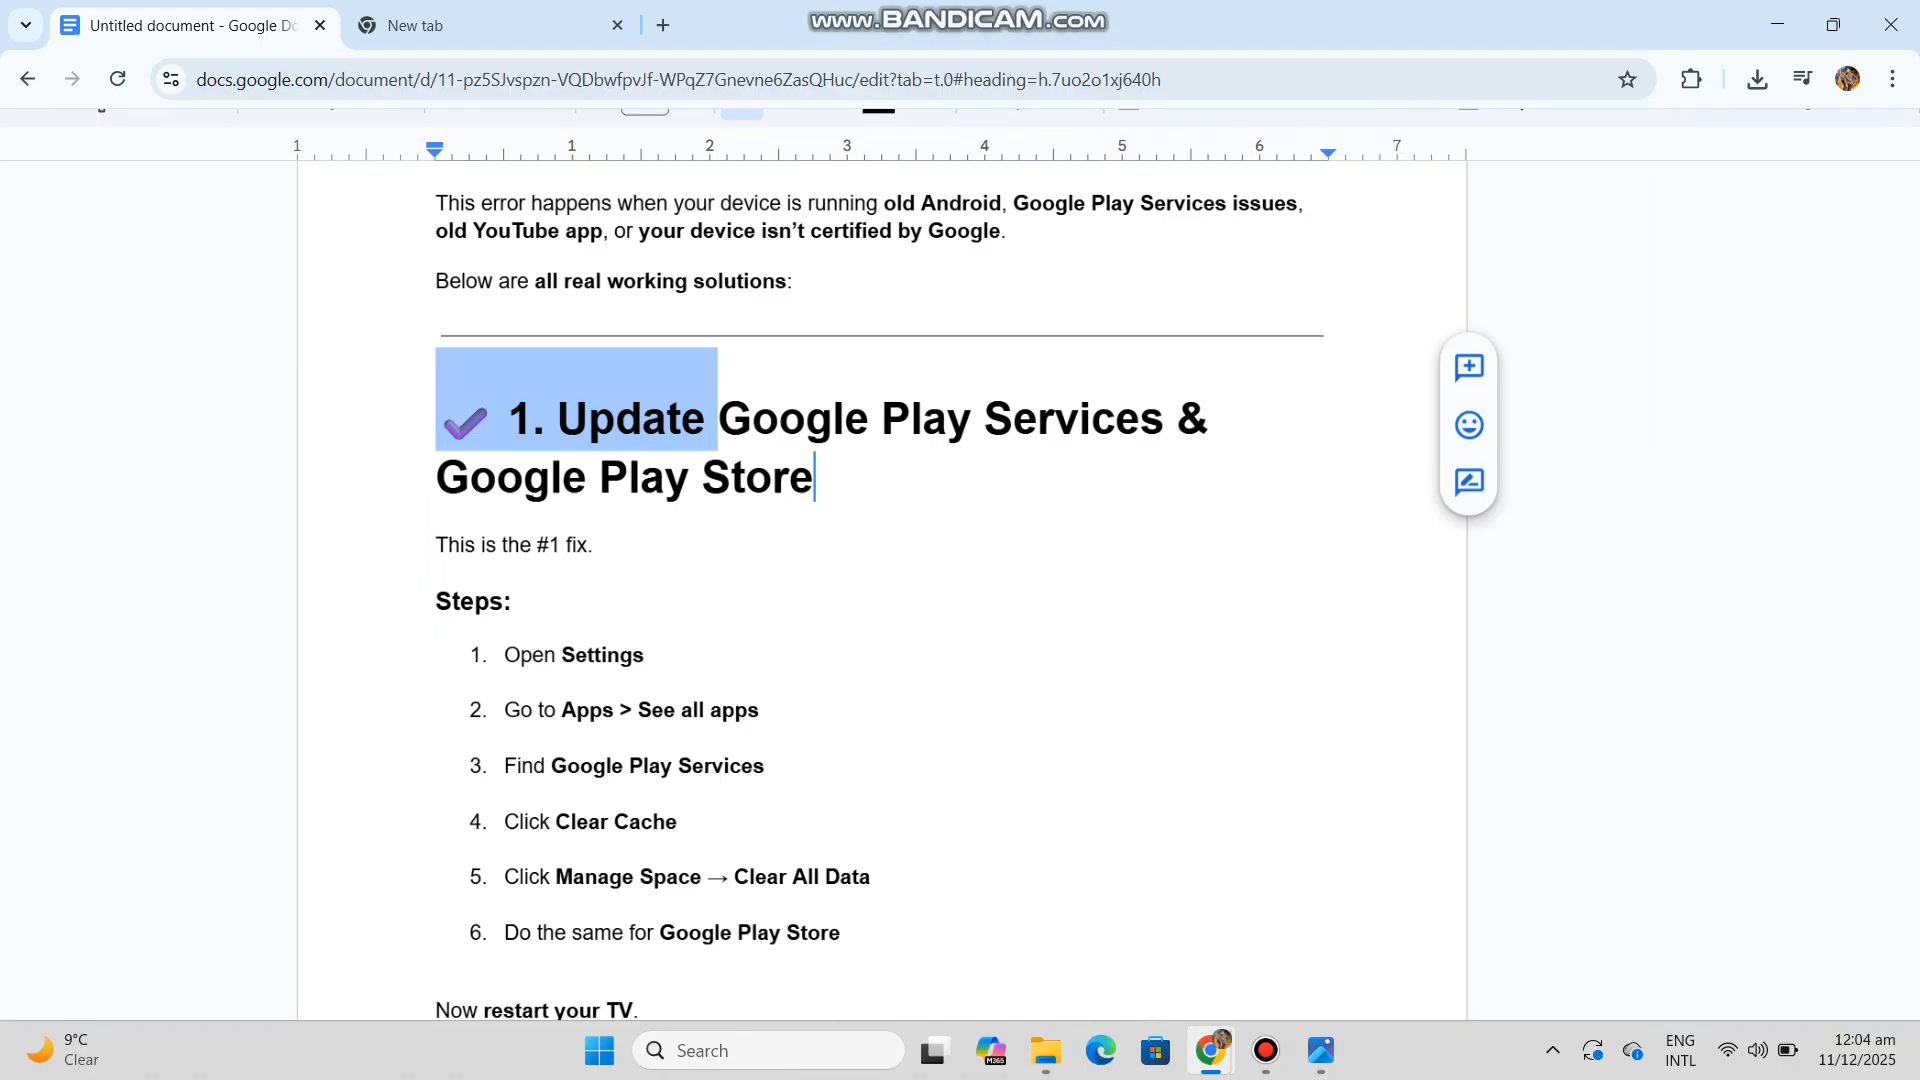 Untitled document - Google Do
New tab
www.BANDICAM.com
docs.google.com/document/d/11-pz5SJvspzn-VQDbwfpvJf-WPqZ7Gnevne6ZasQHuc/edit?tab=t.0#heading=h.7uo2o1xj640h
1 1 2 3 4 5 6 7
This error happens when your device is running old Android, Google Play Services issues,
old YouTube app, or your device isn’t certified by Google.
Below are all real working solutions:
✔ 1. Update Google Play Services &
Google Play Store
This is the #1 fix.
Steps:
1. Open Settings
2. Go to Apps > See all apps
3. Find Google Play Services
4. Click Clear Cache
5. Click Manage Space → Clear All Data
6. Do the same for Google Play Store
Now restart your TV.
9°C
Clear
Search
M365
ENG
INTL
12:04 am
11/12/2025